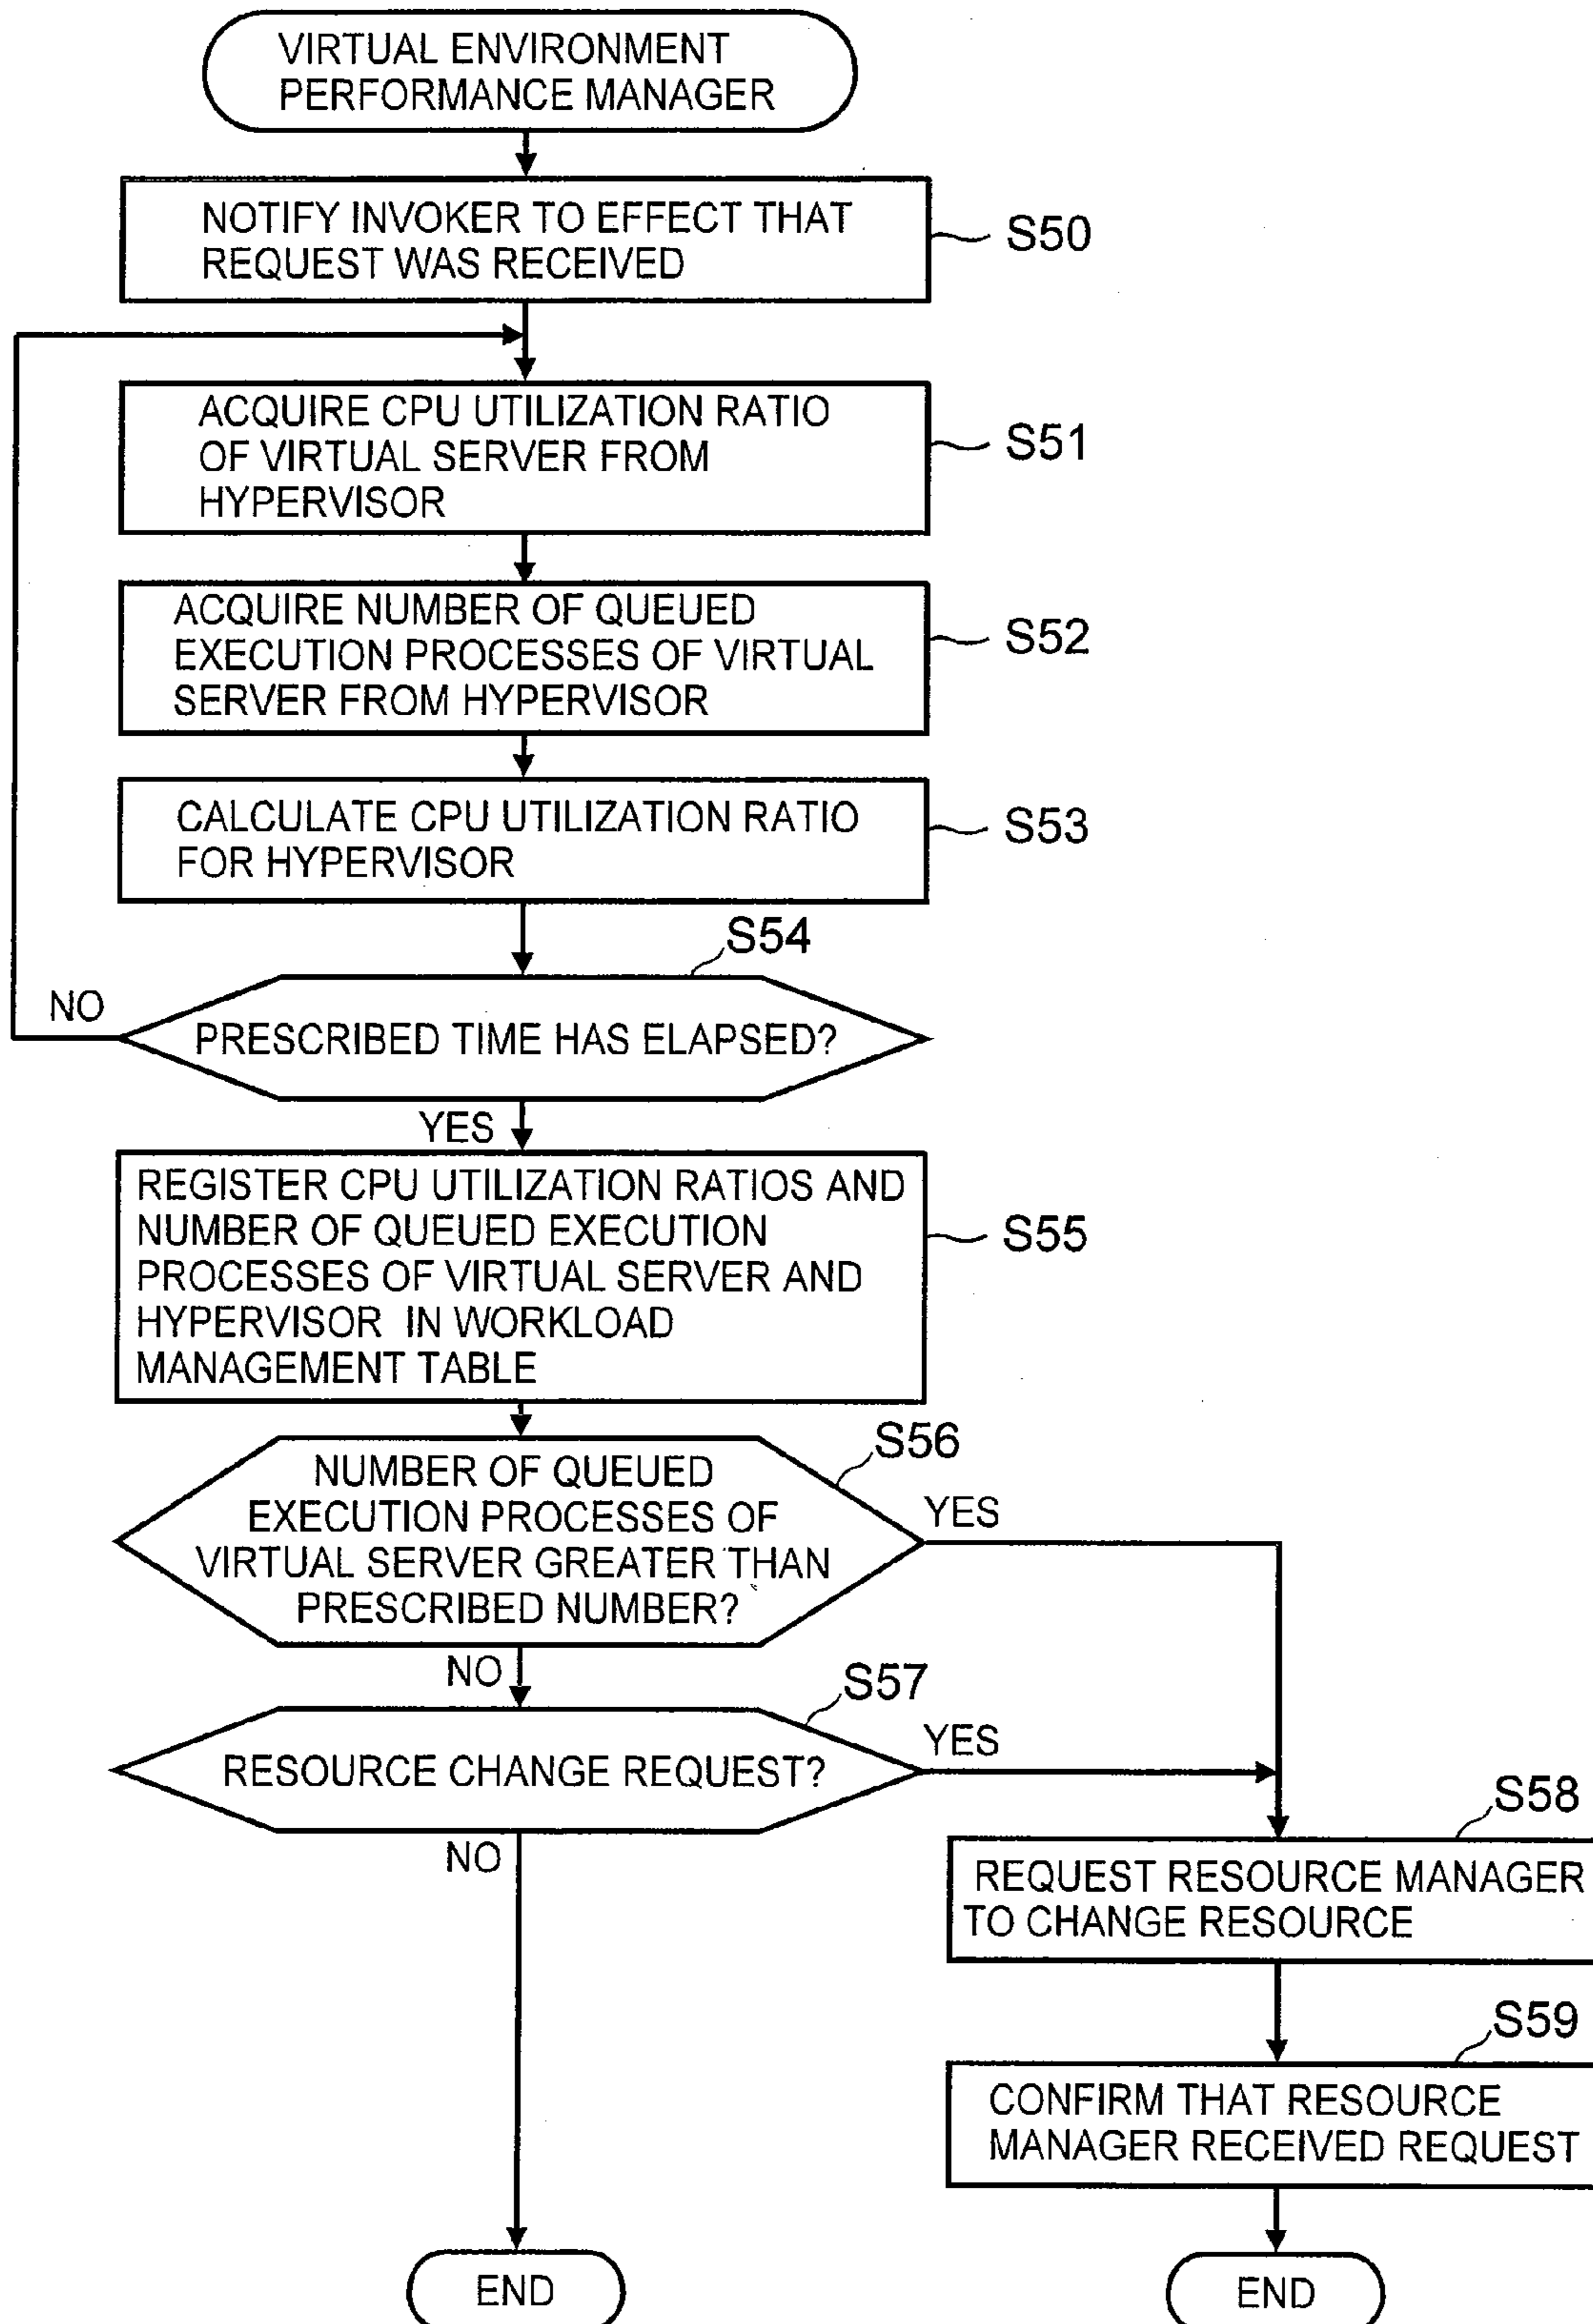 VIRTUAL ENVIRONMENT
PERFORMANCE MANAGER
NOTIFY INVOKER TO EFFECT THAT
REQUEST WAS RECEIVED
S50
ACQUIRE CPU UTILIZATION RATIO
OF VIRTUAL SERVER FROM
HYPERVISOR
S51
ACQUIRE NUMBER OF QUEUED
EXECUTION PROCESSES OF VIRTUAL
SERVER FROM HYPERVISOR
S52
CALCULATE CPU UTILIZATION RATIO
FOR HYPERVISOR
S53
S54
NO
PRESCRIBED TIME HAS ELAPSED?
YES
REGISTER CPU UTILIZATION RATIOS AND
NUMBER OF QUEUED EXECUTION
PROCESSES OF VIRTUAL SERVER AND
HYPERVISOR IN WORKLOAD
MANAGEMENT TABLE
S55
S56
NUMBER OF QUEUED
EXECUTION PROCESSES OF
VIRTUAL SERVER GREATER THAN
PRESCRIBED NUMBER?
YES
NO
S57
RESOURCE CHANGE REQUEST?
YES
NO
S58
REQUEST RESOURCE MANAGER
TO CHANGE RESOURCE
S59
CONFIRM THAT RESOURCE
MANAGER RECEIVED REQUEST
END
END